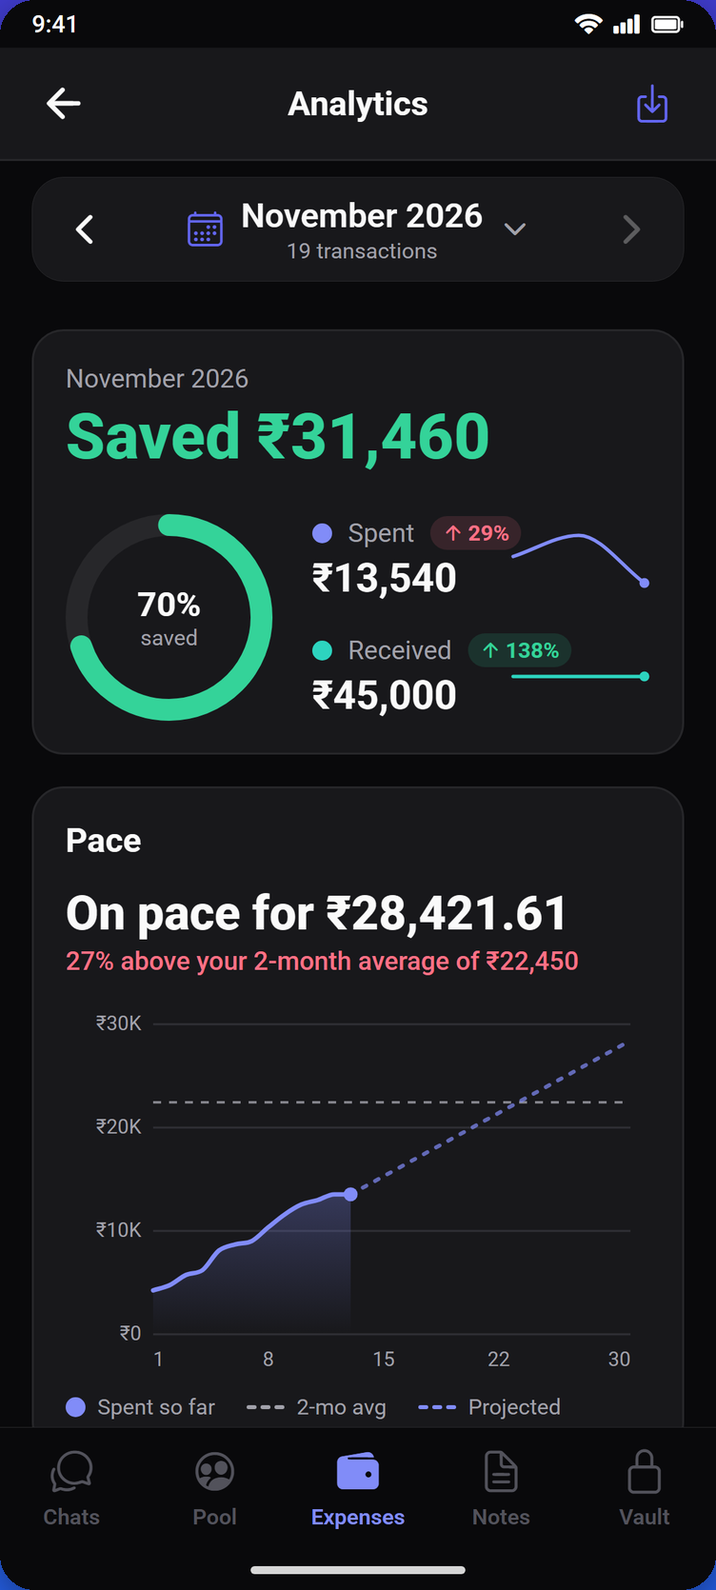 9:41
Analytics
November 2026
19 transactions
November 2026
Saved ₹31,460
70%
saved
Spent ↑ 29%
₹13,540
Received ↑ 138%
₹45,000
Pace
On pace for ₹28,421.61
27% above your 2-month average of ₹22,450
₹30K
₹20K
₹10K
₹0
1 8 15 22 30
Spent so far 2-mo avg Projected
Chats Pool Expenses Notes Vault